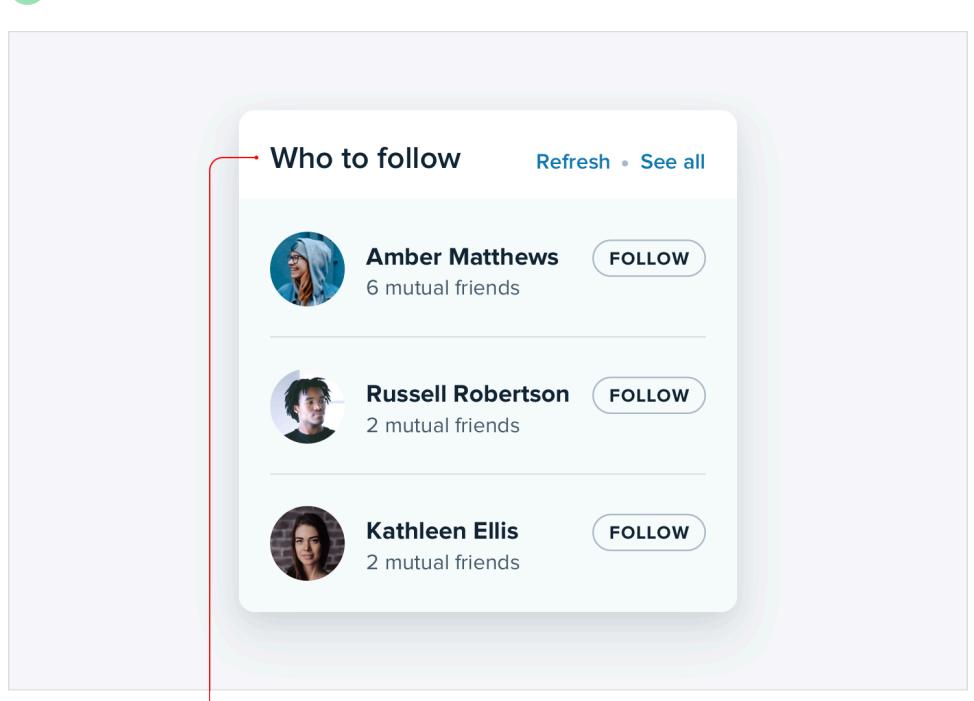 Who to follow
Refresh • See all
Amber Matthews
FOLLOW
6 mutual friends
Russell Robertson
FOLLOW
2 mutual friends
Kathleen Ellis
FOLLOW
2 mutual friends